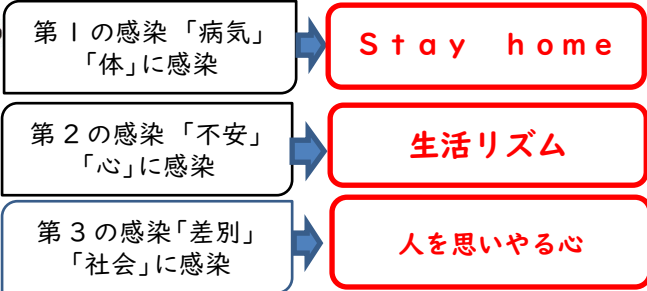 第1の感染「病気」
「体」に感染
Stay home
第2の感染「不安」
「心」に感染
生活リズム
第3の感染「差別」
「社会」に感染
人を思いやる心